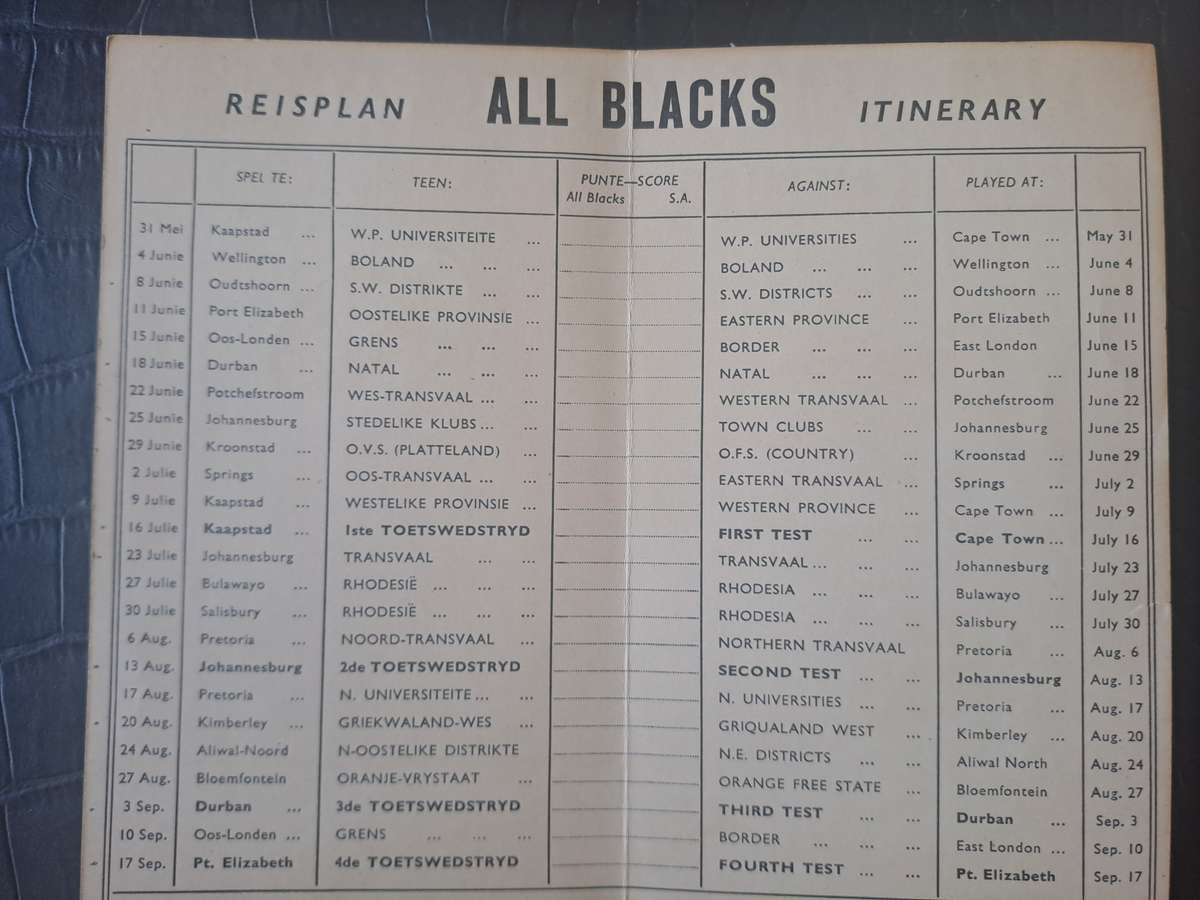 REISPLAN ALL BLACKS ITINERARY
SPEL TE: TEEN: PUNTE—SCORE AGAINST: PLAYED AT:
All Blacks S.A.
31 Mei Kaapstad ... W.P. UNIVERSITEITE ... W.P. UNIVERSITIES ... Cape Town ... May 31
4 Junie Wellington ... BOLAND ... ... ... BOLAND ... ... ... Wellington ... June 4
8 Junie Oudtshoorn ... S.W. DISTRIKTE ... ... S.W. DISTRICTS ... ... Oudtshoorn ... June 8
11 Junie Port Elizabeth OOSTELIKE PROVINSIE ... EASTERN PROVINCE ... Port Elizabeth June 11
15 Junie Oos-Londen ... GRENS ... ... ... BORDER ... ... ... East London June 15
18 Junie Durban ... NATAL ... ... ... NATAL ... ... ... Durban ... June 18
22 Junie Potchefstroom WES-TRANSVAAL ... ... WESTERN TRANSVAAL ... Potchefstroom June 22
25 Junie Johannesburg STEDELIKE KLUBS ... ... TOWN CLUBS ... ... Johannesburg June 25
29 Junie Kroonstad ... O.V.S. (PLATTELAND) ... O.F.S. (COUNTRY) ... Kroonstad ... June 29
2 Julie Springs ... OOS-TRANSVAAL ... ... EASTERN TRANSVAAL ... Springs ... July 2
9 Julie Kaapstad ... WESTELIKE PROVINSIE ... WESTERN PROVINCE ... Cape Town ... July 9
16 Julie Kaapstad ... 1ste TOETSWEDSTRYD FIRST TEST ... ... Cape Town ... July 16
23 Julie Johannesburg TRANSVAAL ... ... TRANSVAAL ... ... Johannesburg July 23
27 Julie Bulawayo ... RHODESIË ... ... ... RHODESIA ... ... ... Bulawayo ... July 27
30 Julie Salisbury ... RHODESIË ... ... ... RHODESIA ... ... ... Salisbury ... July 30
6 Aug. Pretoria ... NOORD-TRANSVAAL ... NORTHERN TRANSVAAL Pretoria ... Aug. 6
13 Aug. Johannesburg 2de TOETSWEDSTRYD SECOND TEST ... ... Johannesburg Aug. 13
17 Aug. Pretoria ... N. UNIVERSITEITE ... ... N. UNIVERSITIES ... ... Pretoria ... Aug. 17
20 Aug. Kimberley ... GRIEKWALAND-WES ... GRIQUALAND WEST ... Kimberley ... Aug. 20
24 Aug. Aliwal-Noord N-OOSTELIKE DISTRIKTE N.E. DISTRICTS ... ... Aliwal North Aug. 24
27 Aug. Bloemfontein ORANJE-VRYSTAAT ... ORANGE FREE STATE ... Bloemfontein Aug. 27
3 Sep. Durban ... 3de TOETSWEDSTRYD THIRD TEST ... ... Durban ... Sep. 3
10 Sep. Oos-Londen ... GRENS ... ... ... BORDER ... ... ... East London ... Sep. 10
17 Sep. Pt. Elizabeth 4de TOETSWEDSTRYD FOURTH TEST ... ... Pt. Elizabeth Sep. 17